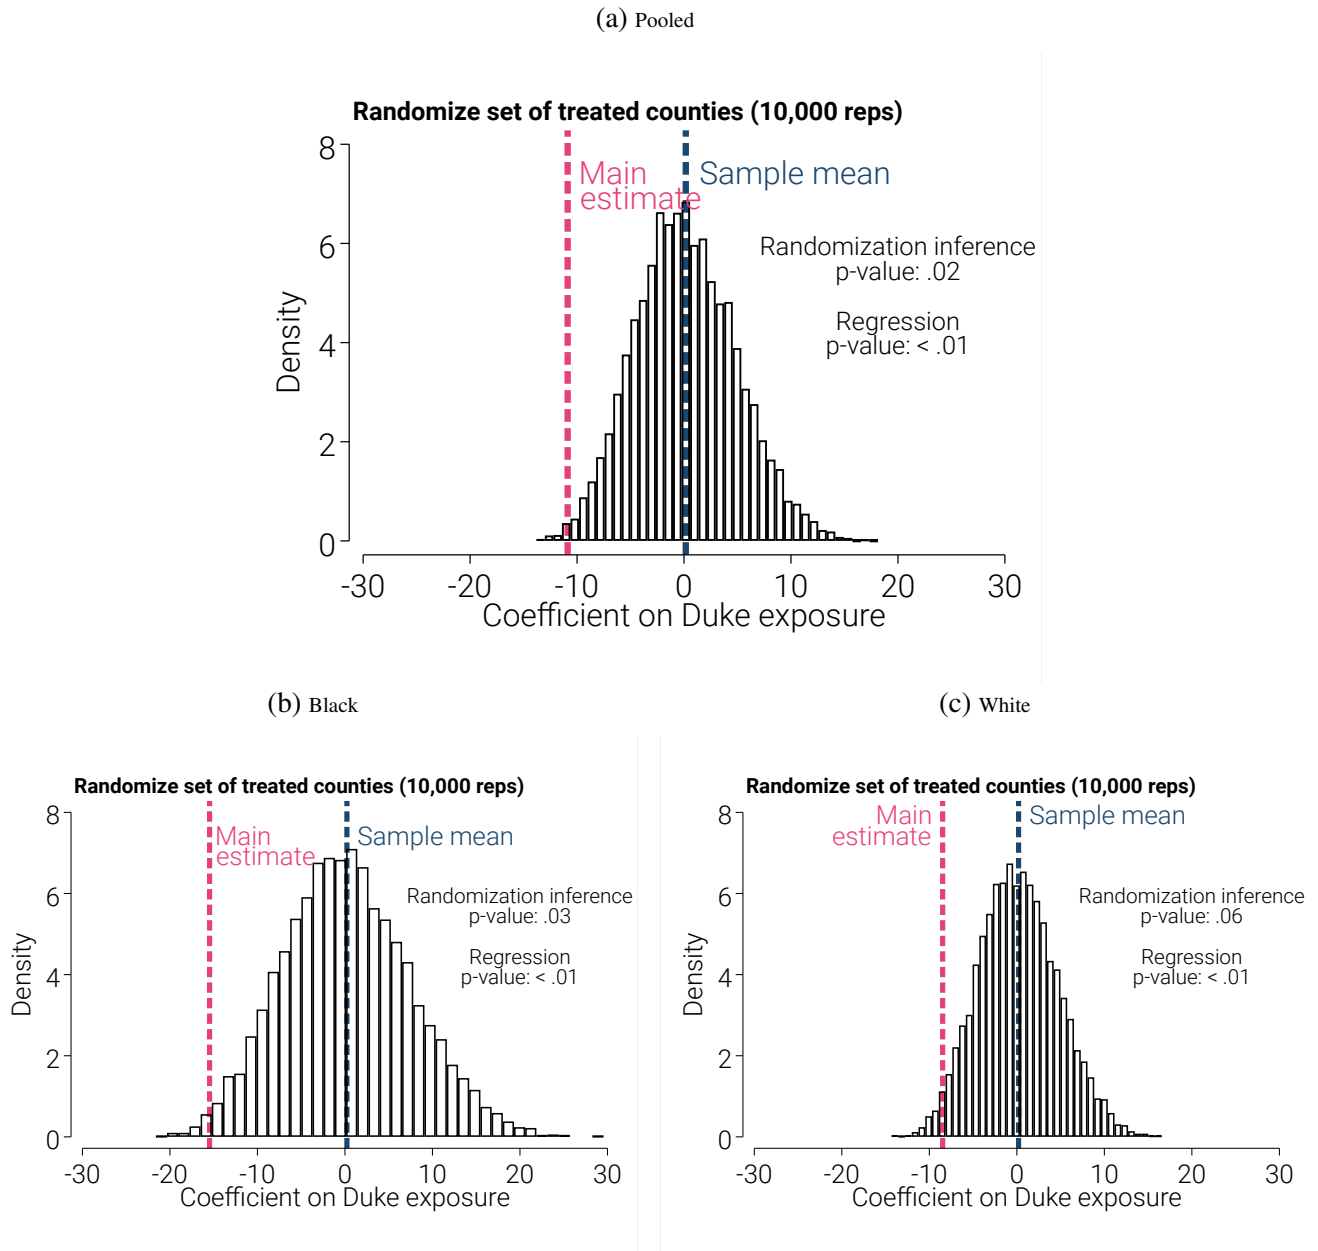 (a) Pooled
Randomize set of treated counties (10,000 reps)
Main
estimate
Sample mean
Randomization inference
p-value: .02
Regression
p-value: < .01
Density
8
6
4
2
0
-30 -20 -10 0 10 20 30
Coefficient on Duke exposure
(b) Black
Randomize set of treated counties (10,000 reps)
Main
estimate
Sample mean
Randomization inference
p-value: .03
Regression
p-value: < .01
Density
8
6
4
2
0
-30 -20 -10 0 10 20 30
Coefficient on Duke exposure
(c) White
Randomize set of treated counties (10,000 reps)
Main
estimate
Sample mean
Randomization inference
p-value: .06
Regression
p-value: < .01
Density
8
6
4
2
0
-30 -20 -10 0 10 20 30
Coefficient on Duke exposure